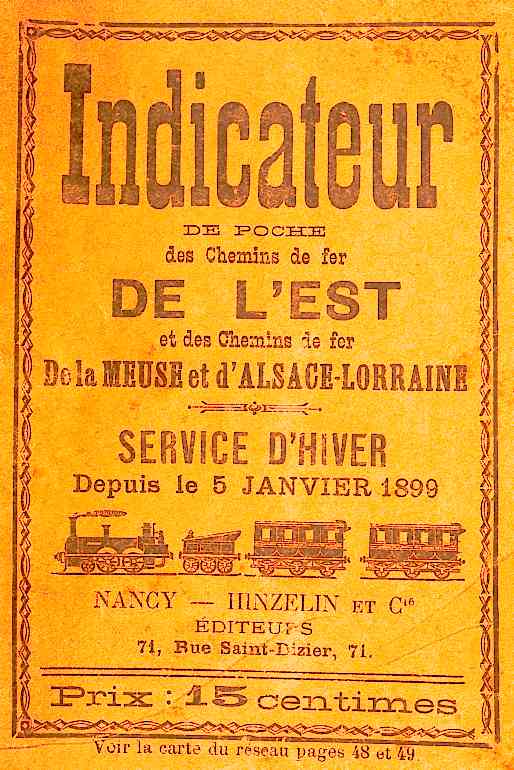 Indicateur
DE POCHE
des Chemins de fer
DE L'EST
et des Chemins de fer
De la MEUSE et d'ALSACE-LORRAINE
SERVICE D'HIVER
Depuis le 5 JANVIER 1899
NANCY — HINZELIN ET Cie
ÉDITEURS
71, Rue Saint-Dizier, 71.
Prix : 15 centimes
Voir la carte du réseau pages 48 et 49.